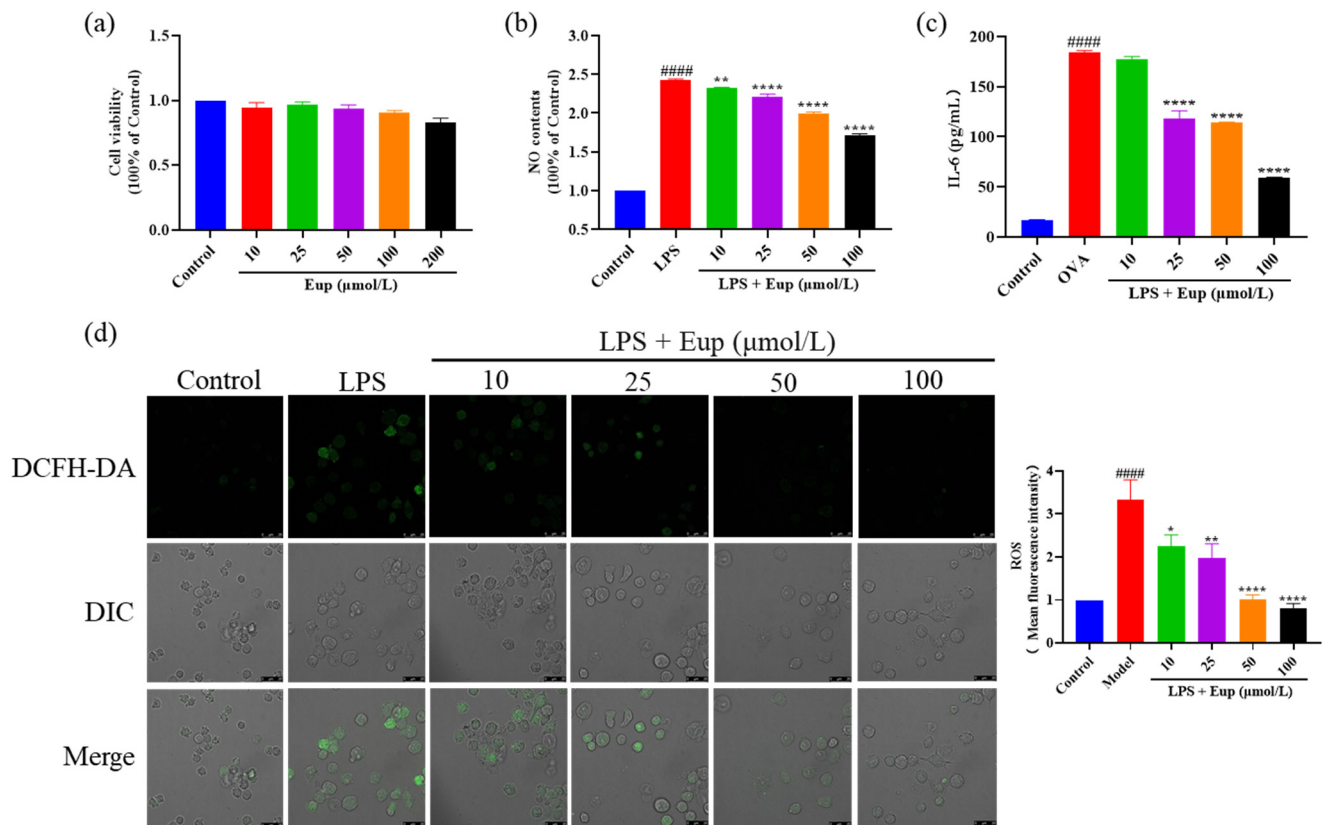 (a)
Cell viability
(100% of Control)
1.5
1.0
0.5
0.0
Control
10
25
50
100
200
Eup (μmol/L)
(b)
NO contents
(100% of Control)
3.0
2.5
2.0
1.5
1.0
0.5
####
**
****
****
****
Control
LPS
10
25
50
100
LPS + Eup (μmol/L)
(c)
IL-6 (pg/mL)
200
150
100
50
0
####
****
****
****
Control
OVA
10
25
50
100
LPS + Eup (μmol/L)
(d)
LPS + Eup (μmol/L)
Control LPS 10 25 50 100
DCFH-DA
DIC
Merge
ROS
( Mean fluorescence intensity)
4
3
2
1
0
####
*
**
****
****
Control
Model
10
25
50
100
LPS + Eup (μmol/L)